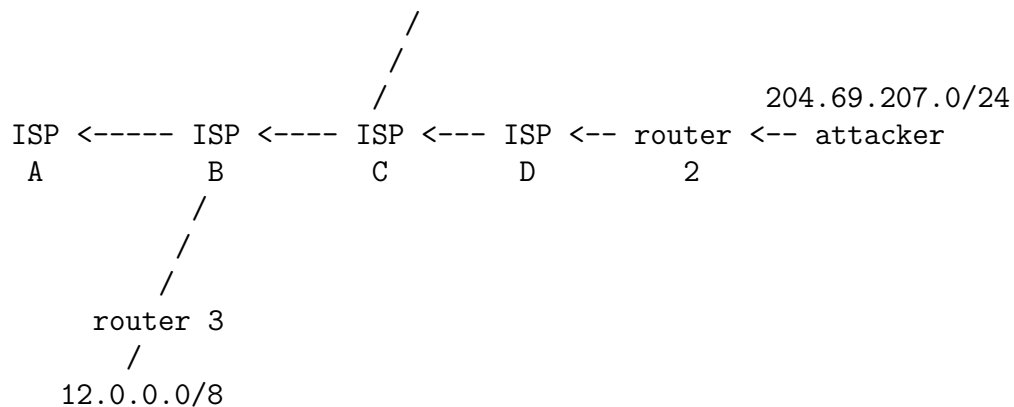 204.69.207.0/24
ISP <----- ISP <---- ISP <--- ISP <-- router <-- attacker
A B C D 2
router 3
12.0.0.0/8